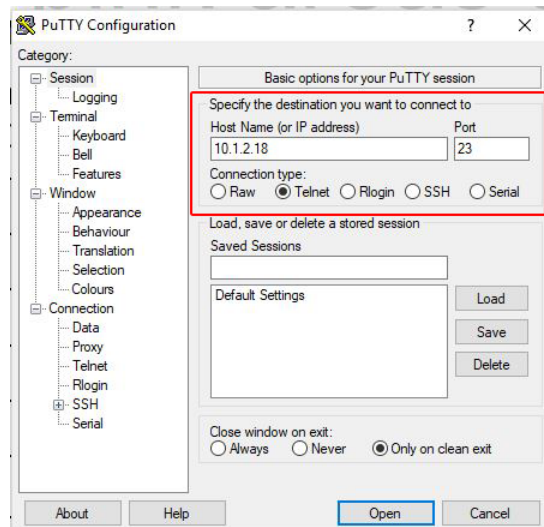 PuTTY Configuration ? ×
Category:
Session
Logging
Terminal
Keyboard
Bell
Features
Window
Appearance
Behaviour
Translation
Selection
Colours
Connection
Data
Proxy
Telnet
Rlogin
SSH
Serial
Basic options for your PuTTY session
Specify the destination you want to connect to
Host Name (or IP address) Port
10.1.2.18 23
Connection type:
Raw Telnet Rlogin SSH Serial
Load, save or delete a stored session
Saved Sessions
Default Settings
Load
Save
Delete
Close window on exit:
Always Never Only on clean exit
About Help Open Cancel